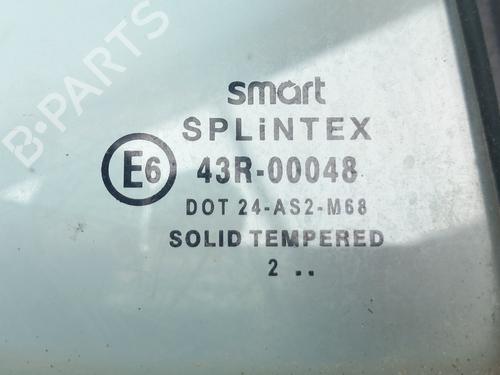 B-PARTS
smart
SPLiNTEX
E6 43R-00048
DOT 24-AS2-M68
SOLID TEMPERED
2 ..